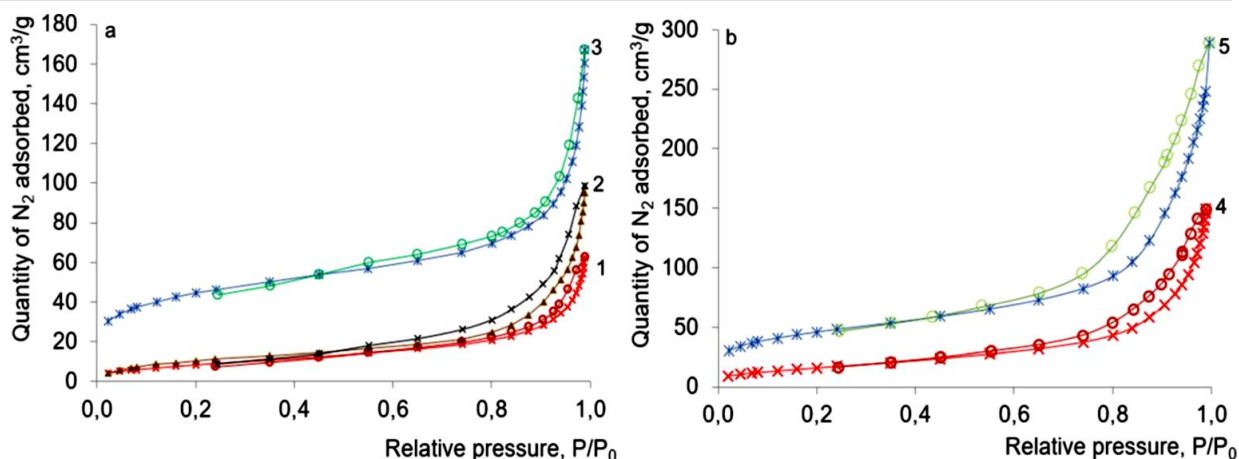 a
Quantity of N₂ adsorbed, cm³/g
180
160
140
120
100
80
60
40
20
0
3
2
1
0,0 0,2 0,4 0,6 0,8 1,0
Relative pressure, P/P₀
b
Quantity of N₂ adsorbed, cm³/g
300
250
200
150
100
50
0
5
4
0,0 0,2 0,4 0,6 0,8 1,0
Relative pressure, P/P₀